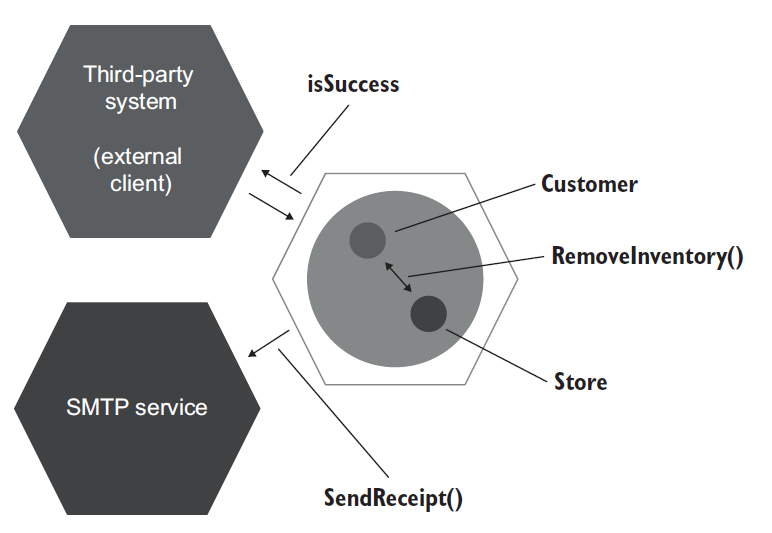 Third-party
system
(external
client)
isSuccess
Customer
RemoveInventory()
Store
SMTP service
SendReceipt()